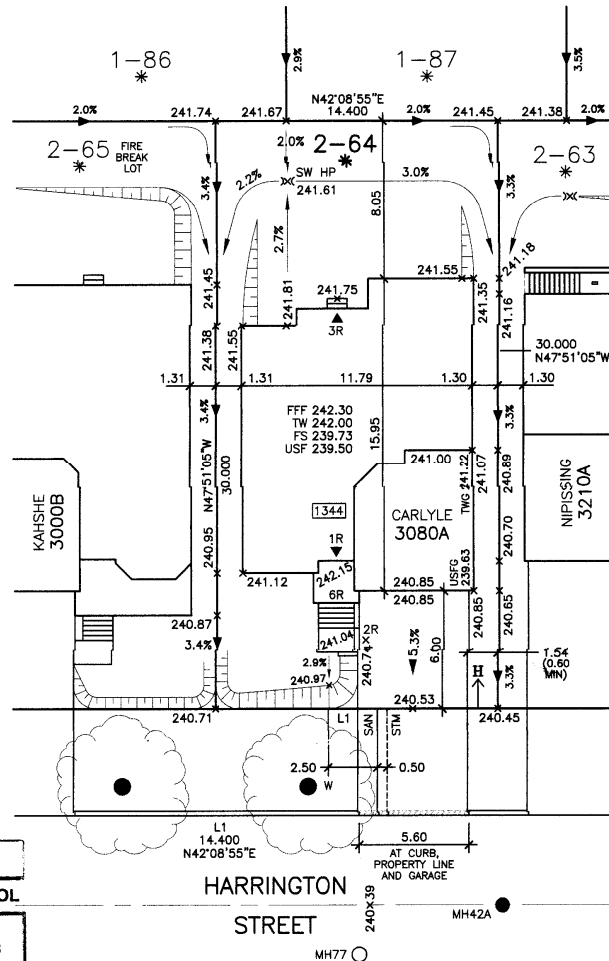 1-86
1-87
2.9%
3.5%
N42°08'55"E
2.0%
241.74
241.67
14.400
2.0%
241.45
241.38
2.0%
2-65
FIRE
BREAK
LOT
2.0%
2-64
2-63
3.4%
2.2%
SW HP
241.61
3.0%
3.3%
8.05
2.7%
241.45
241.81
241.75
241.55
241.35
241.18
241.16
3R
241.38
241.55
30.000
N47°51'05"W
1.31
1.31
11.79
1.30
1.30
3.4%
FFF 242.30
TW 242.00
FS 239.73
USF 239.50
15.95
3.3%
N47°51'05"W
30.000
241.00
TWG 241.22
241.07
240.89
KAHSHE
3000B
1344
CARLYLE
3080A
NIPISSING
3210A
240.95
1R
240.70
241.12
242.15
USFG
239.63
6R
240.85
240.85
240.85
240.65
240.87
241.04
2R
240.74
5.3%
6.00
1.54
(0.60
MIN)
3.4%
2.9%
240.97
H
3.3%
240.71
L1
SAN
STM
240.53
240.45
2.50
0.50
W
L1
14.400
N42°08'55"E
5.60
AT CURB,
PROPERTY LINE
AND GARAGE
HARRINGTON
STREET
240×39
MH42A
MH77
OL